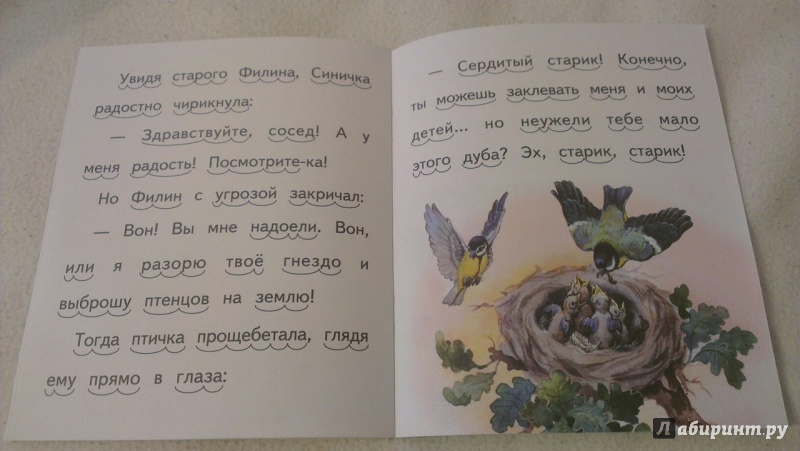 Увидя старого Филина, Синичка
радостно чирикнула:
— Здравствуйте, сосед! А у
меня радость! Посмотрите-ка!
Но Филин с угрозой закричал:
— Вон! Вы мне надоели. Вон,
или я разорю твоё гнездо и
выброшу птенцов на землю!
Тогда птичка прощебетала, глядя
ему прямо в глаза:
— Сердитый старик! Конечно,
ты можешь заклевать меня и моих
детей... но неужели тебе мало
этого дуба? Эх, старик, старик!
Лабиринт.ру